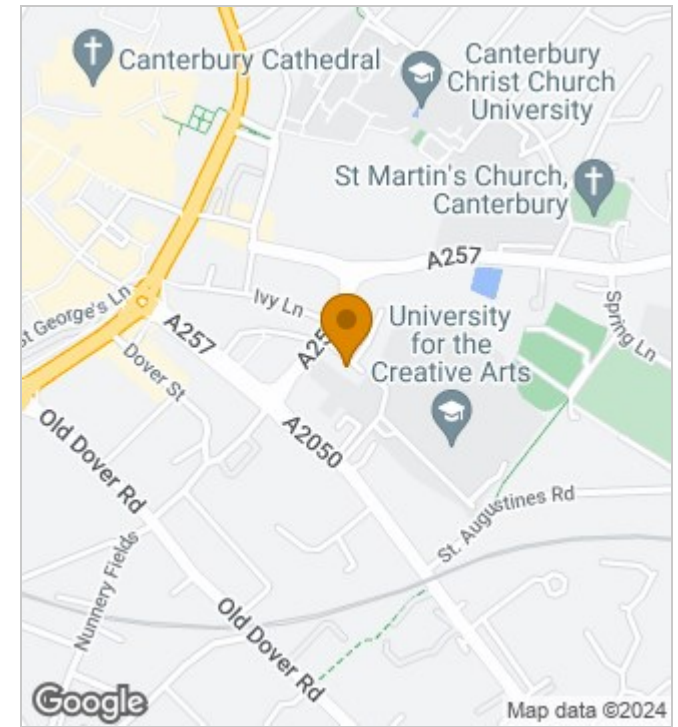 Canterbury Cathedral
Canterbury
Christ Church
University
St Martin's Church,
Canterbury
A257
Ivy Ln
St George's Ln
A257
Spring Ln
University
for the
Creative Arts
Dover St
A2050
Old Dover Rd
St. Augustines Rd
Nunnery Fields
Old Dover Rd
Google
Map data ©2024